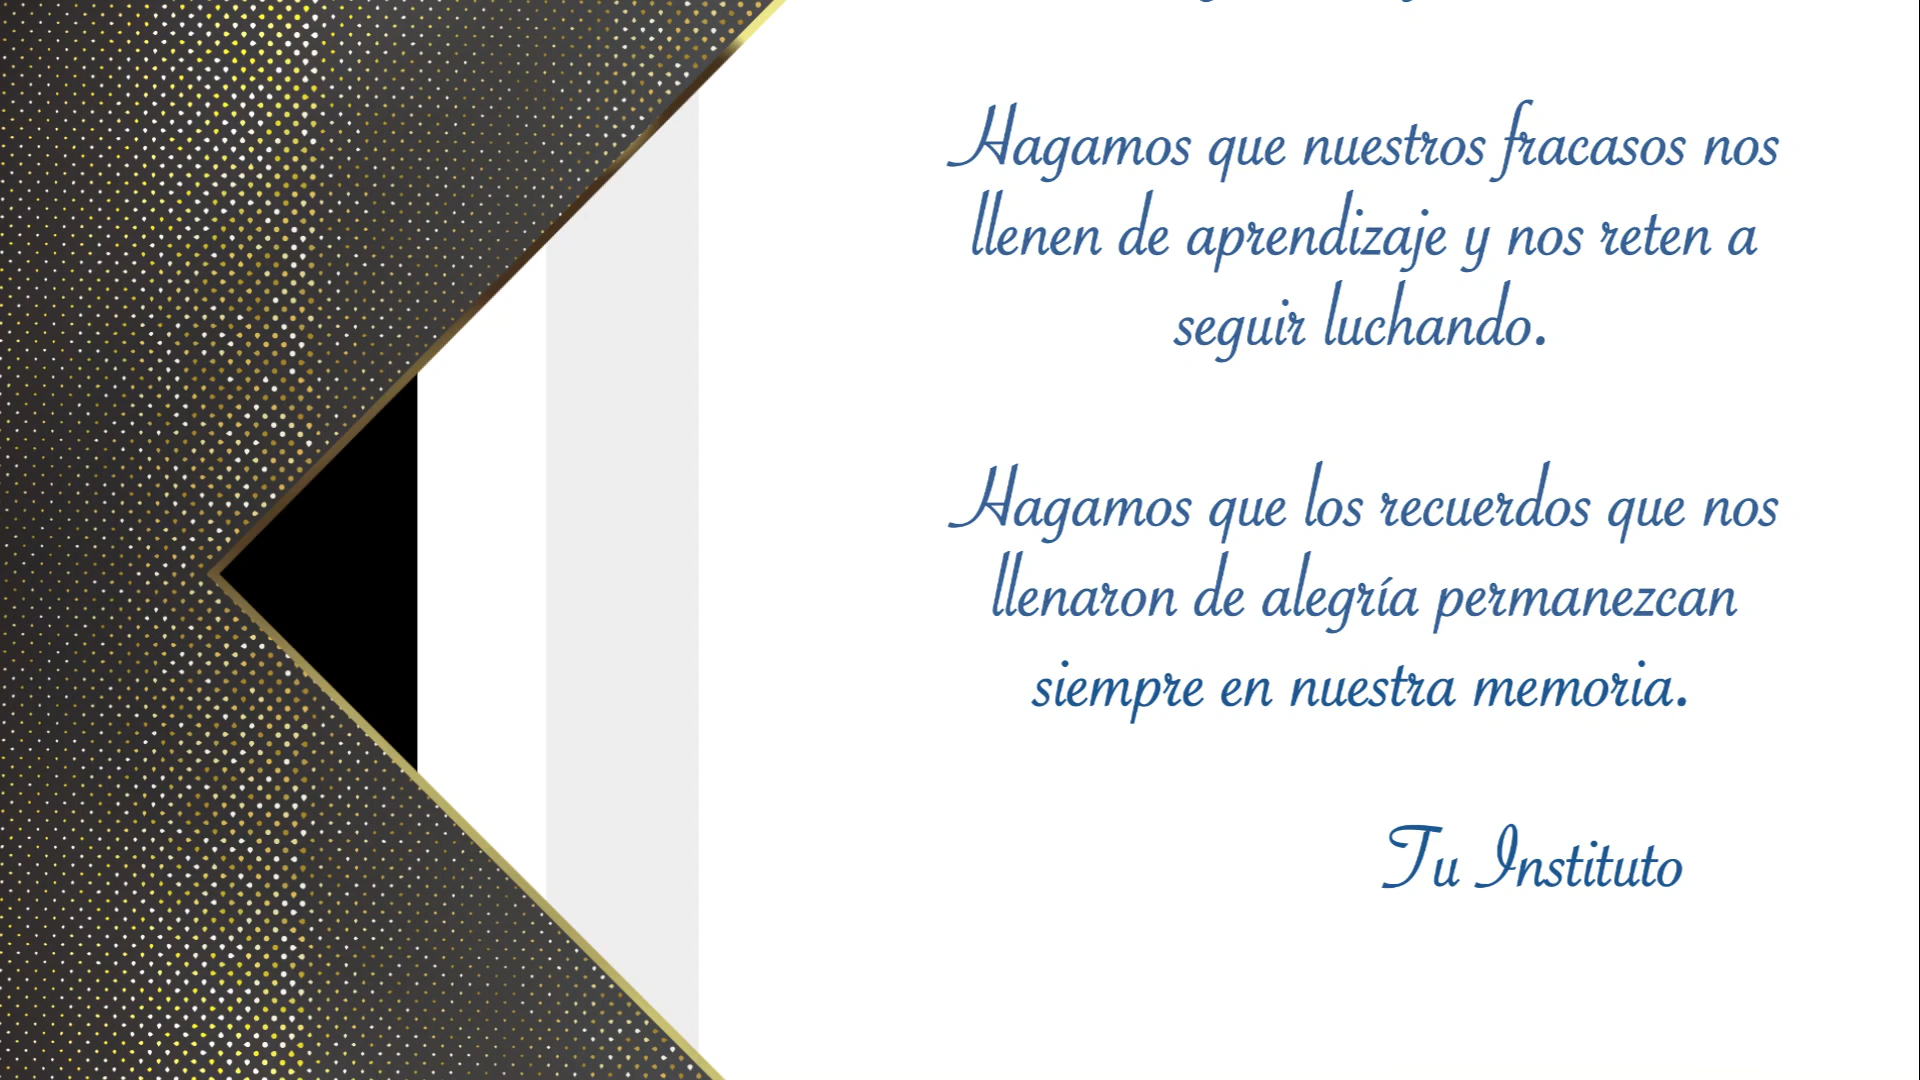 Hagamos que nuestros fracasos nos
llenen de aprendizaje y nos reten a
seguir luchando.
Hagamos que los recuerdos que nos
llenaron de alegría permanezcan
siempre en nuestra memoria.
Tu Instituto